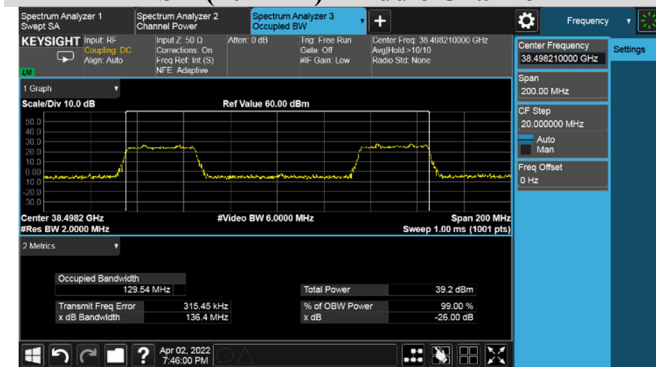 Spectrum Analyzer 1
Swept SA
Spectrum Analyzer 2
Channel Power
Spectrum Analyzer 3
Occupied BW
+
Frequency
KEYSIGHT
Input: RF
Coupling: DC
Align: Auto
Input Z: 50 Ω
Corrections: On
Freq Ref: Int (S)
NFE: Adaptive
Atten: 0 dB
Trig: Free Run
Gate: Off
#IF Gain: Low
Center Freq: 38.498210000 GHz
Avg|Hold:>10/10
Radio Std: None
Center Frequency
38.498210000 GHz
Settings
Span
200.00 MHz
CF Step
20.000000 MHz
Auto
Man
Freq Offset
0 Hz
1 Graph
Scale/Div 10.0 dB
Ref Value 60.00 dBm
50.0
40.0
30.0
20.0
10.0
0.00
-10.0
-20.0
-30.0
Center 38.4982 GHz
#Video BW 6.0000 MHz
Span 200 MHz
#Res BW 2.0000 MHz
Sweep 1.00 ms (1001 pts)
2 Metrics
Occupied Bandwidth
129.54 MHz
Total Power
39.2 dBm
Transmit Freq Error
315.45 kHz
% of OBW Power
99.00 %
x dB Bandwidth
136.4 MHz
x dB
-26.00 dB
?
Apr 02, 2022
7:46:00 PM